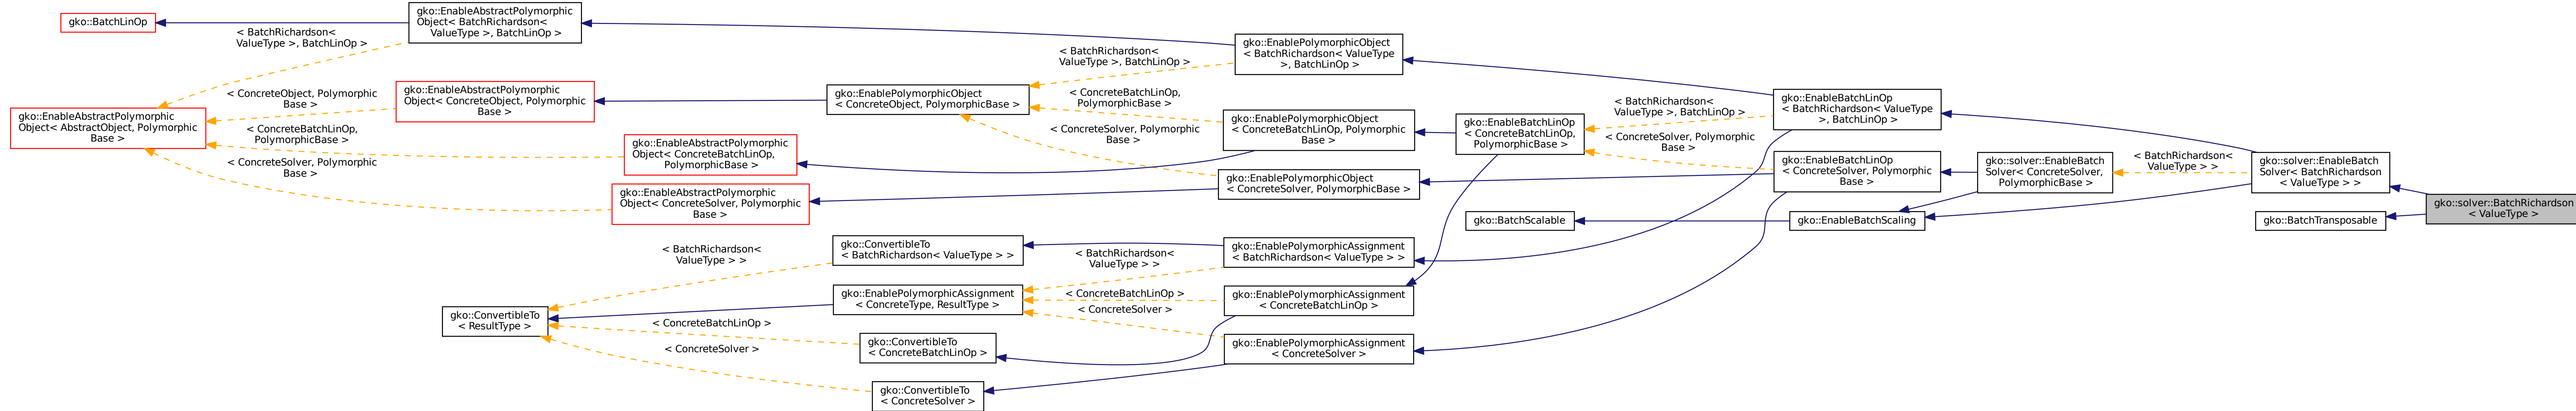 gko::BatchLinOp
gko::EnableAbstractPolymorphic
Object< BatchRichardson<
ValueType >, BatchLinOp >
< BatchRichardson<
ValueType >, BatchLinOp >
gko::EnableAbstractPolymorphic
Object< AbstractObject, Polymorphic
Base >
< ConcreteObject, Polymorphic
Base >
< ConcreteBatchLinOp,
PolymorphicBase >
< ConcreteSolver, Polymorphic
Base >
gko::EnableAbstractPolymorphic
Object< ConcreteObject, Polymorphic
Base >
gko::EnableAbstractPolymorphic
Object< ConcreteBatchLinOp,
PolymorphicBase >
gko::EnableAbstractPolymorphic
Object< ConcreteSolver, Polymorphic
Base >
gko::EnablePolymorphicObject
< ConcreteObject, PolymorphicBase >
< BatchRichardson<
ValueType >, BatchLinOp >
< ConcreteBatchLinOp,
PolymorphicBase >
< ConcreteSolver, Polymorphic
Base >
gko::EnablePolymorphicObject
< BatchRichardson< ValueType
>, BatchLinOp >
gko::EnablePolymorphicObject
< ConcreteBatchLinOp, Polymorphic
Base >
gko::EnablePolymorphicObject
< ConcreteSolver, PolymorphicBase >
gko::EnableBatchLinOp
< ConcreteBatchLinOp,
PolymorphicBase >
< BatchRichardson<
ValueType >, BatchLinOp >
< ConcreteSolver, Polymorphic
Base >
gko::EnableBatchLinOp
< BatchRichardson< ValueType
>, BatchLinOp >
gko::EnableBatchLinOp
< ConcreteSolver, Polymorphic
Base >
gko::BatchScalable
gko::EnableBatchScaling
gko::solver::EnableBatch
Solver< ConcreteSolver,
PolymorphicBase >
< BatchRichardson<
ValueType > >
gko::solver::EnableBatch
Solver< BatchRichardson
< ValueType > >
gko::BatchTransposable
gko::solver::BatchRichardson
< ValueType >
gko::ConvertibleTo
< ResultType >
< BatchRichardson<
ValueType > >
< ConcreteBatchLinOp >
< ConcreteSolver >
gko::ConvertibleTo
< BatchRichardson< ValueType > >
gko::EnablePolymorphicAssignment
< ConcreteType, ResultType >
gko::ConvertibleTo
< ConcreteBatchLinOp >
gko::ConvertibleTo
< ConcreteSolver >
< BatchRichardson<
ValueType > >
< ConcreteBatchLinOp >
< ConcreteSolver >
gko::EnablePolymorphicAssignment
< BatchRichardson< ValueType > >
gko::EnablePolymorphicAssignment
< ConcreteBatchLinOp >
gko::EnablePolymorphicAssignment
< ConcreteSolver >